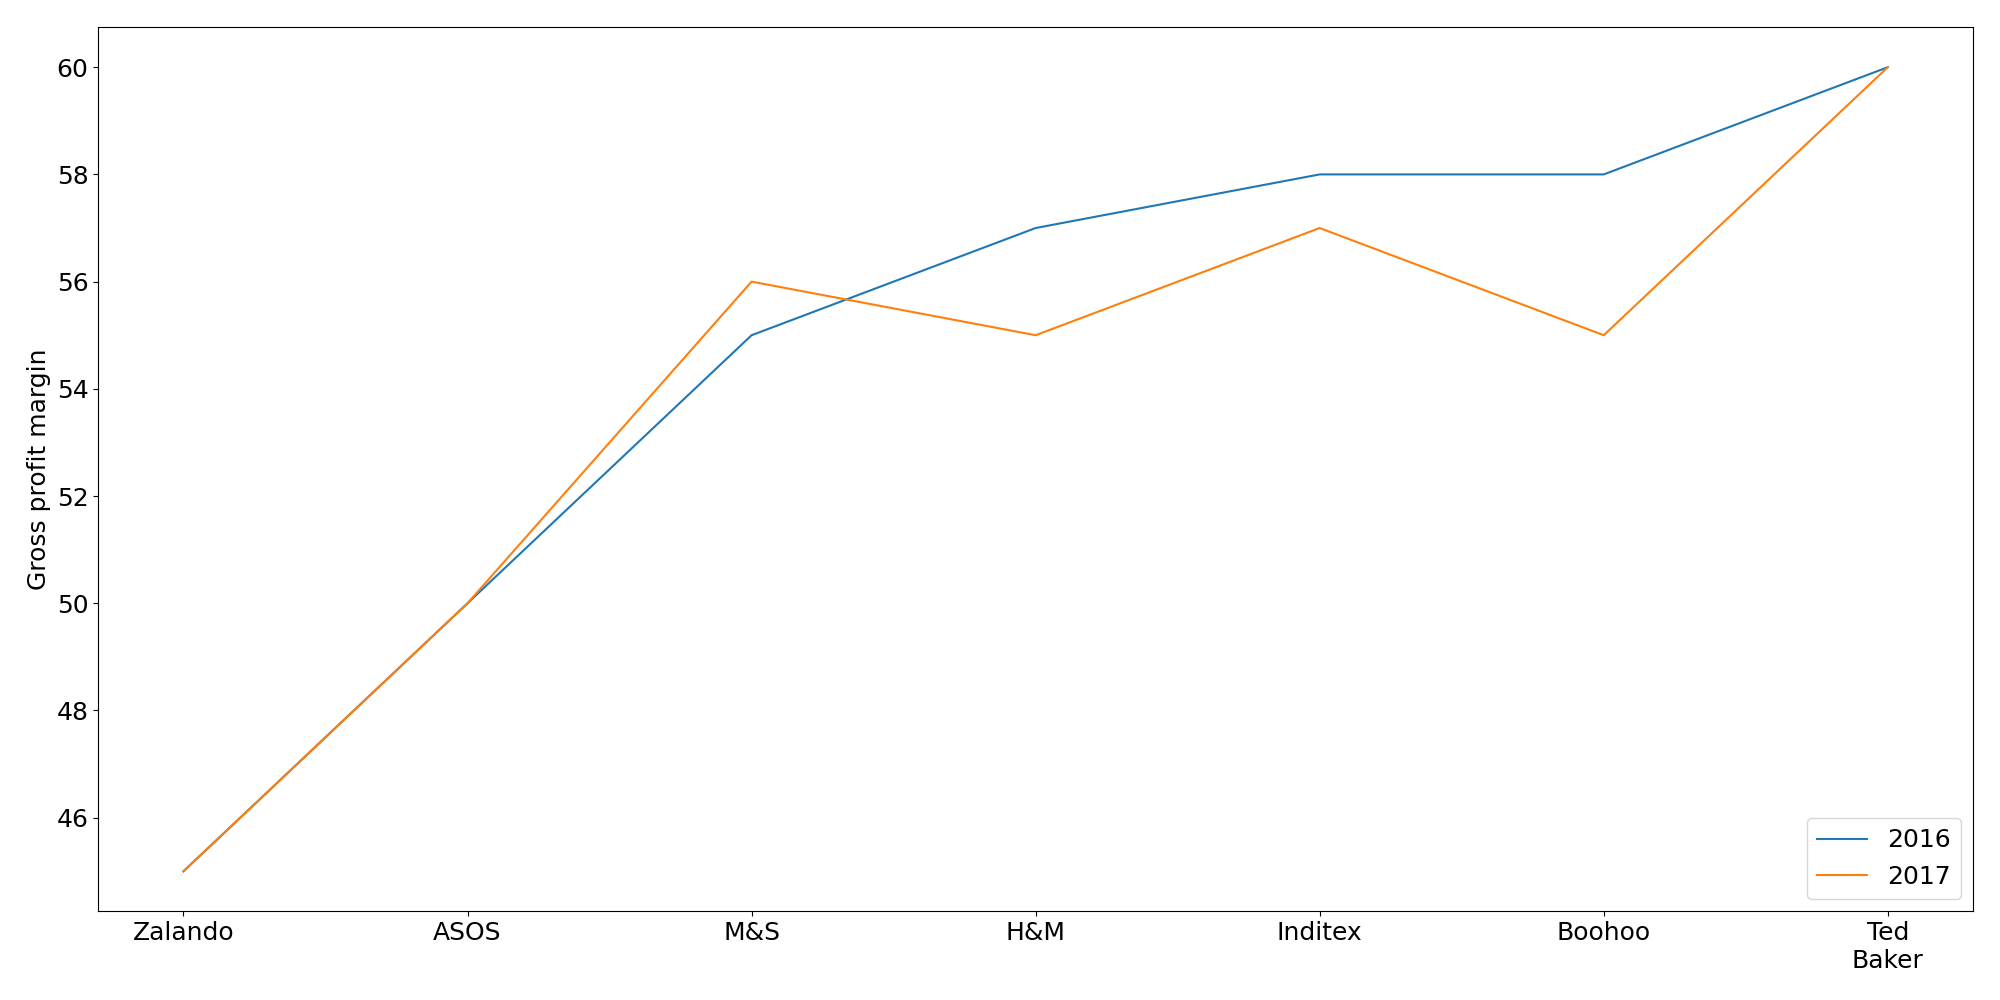 Gross profit margin
60
58
56
54
52
50
48
46
Zalando
ASOS
M&S
H&M
Inditex
Boohoo
Ted
Baker
2016
2017